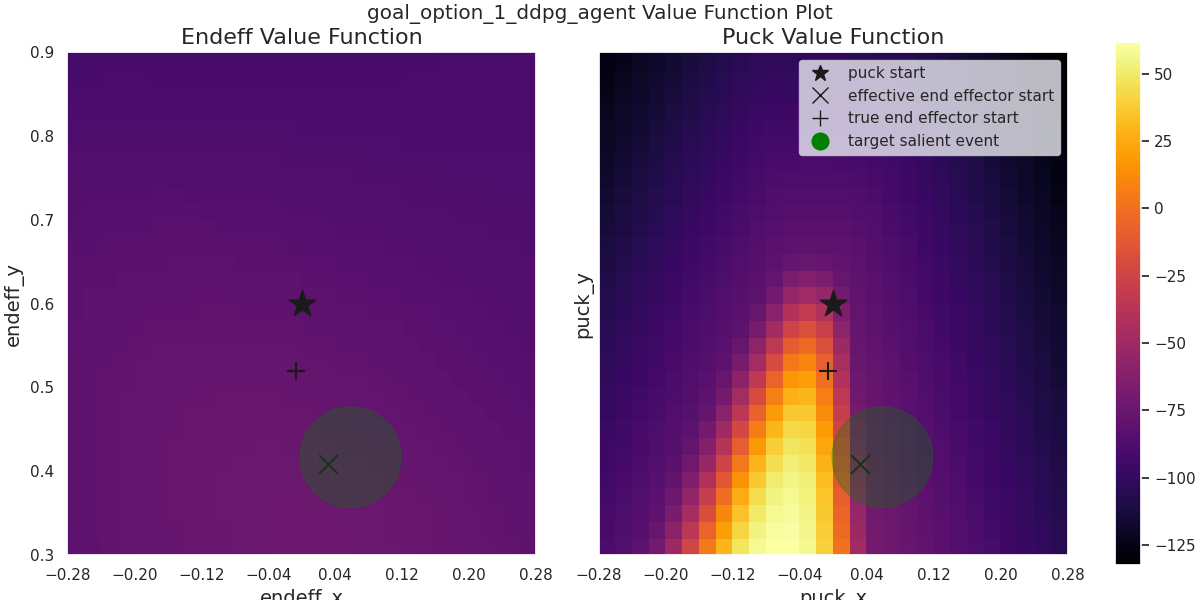 goal_option_1_ddpg_agent Value Function Plot
Endeff Value Function
Puck Value Function
0.9
0.8
0.7
0.6
0.5
0.4
0.3
endeff_y
−0.28 −0.20 −0.12 −0.04 0.04 0.12 0.20 0.28
endeff_x
puck_y
puck start
effective end effector start
true end effector start
target salient event
−0.28 −0.20 −0.12 −0.04 0.04 0.12 0.20 0.28
puck_x
50
25
0
−25
−50
−75
−100
−125